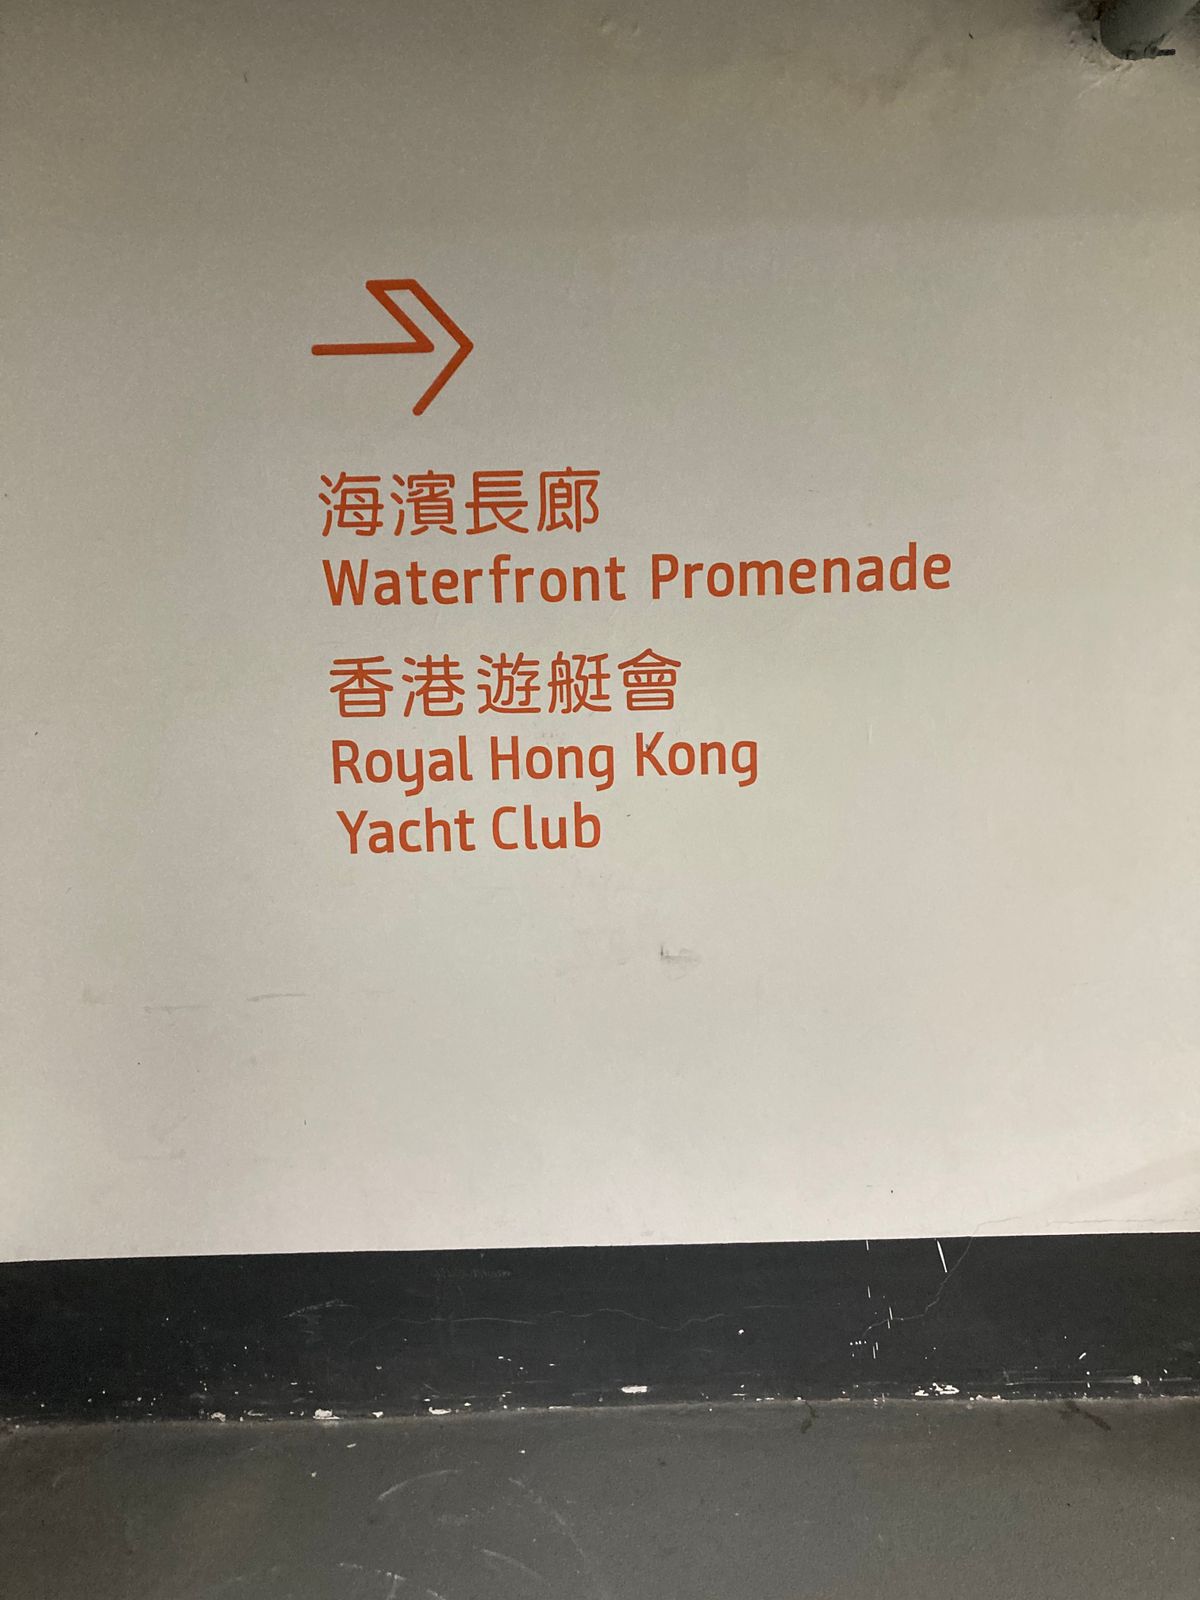 海濱長廊
Waterfront Promenade
香港遊艇會
Royal Hong Kong
Yacht Club